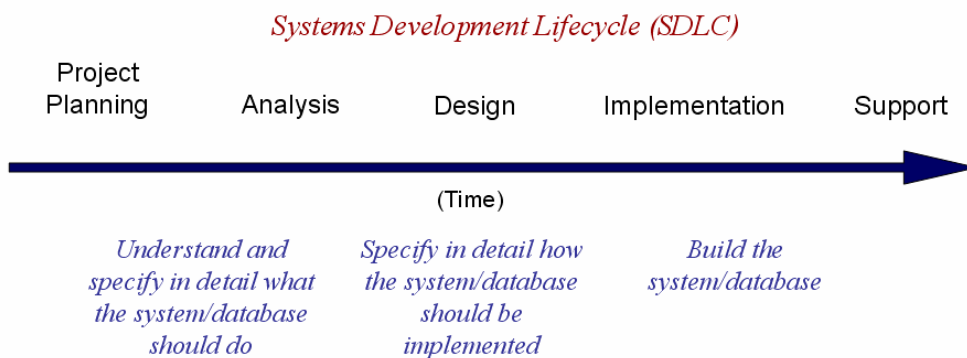 Systems Development Lifecycle (SDLC)
Project
Planning
Analysis
Design
Implementation
Support
(Time)
Understand and
specify in detail what
the system/database
should do
Specify in detail how
the system/database
should be
implemented
Build the
system/database